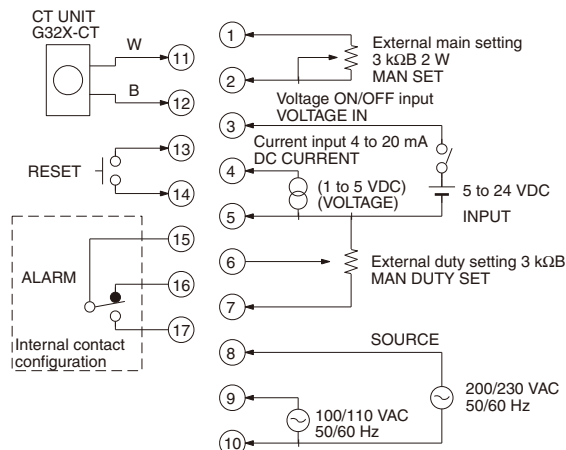 CT UNIT
G32X-CT
W
11
B
12
RESET
13
14
15
ALARM
16
17
Internal contact
configuration
1
External main setting
3 kΩB 2 W
MAN SET
2
Voltage ON/OFF input
VOLTAGE IN
3
Current input 4 to 20 mA
DC CURRENT
4
(1 to 5 VDC)
(VOLTAGE)
5 to 24 VDC
5
INPUT
6
External duty setting 3 kΩB
MAN DUTY SET
7
SOURCE
8
200/230 VAC
50/60 Hz
9
100/110 VAC
50/60 Hz
10